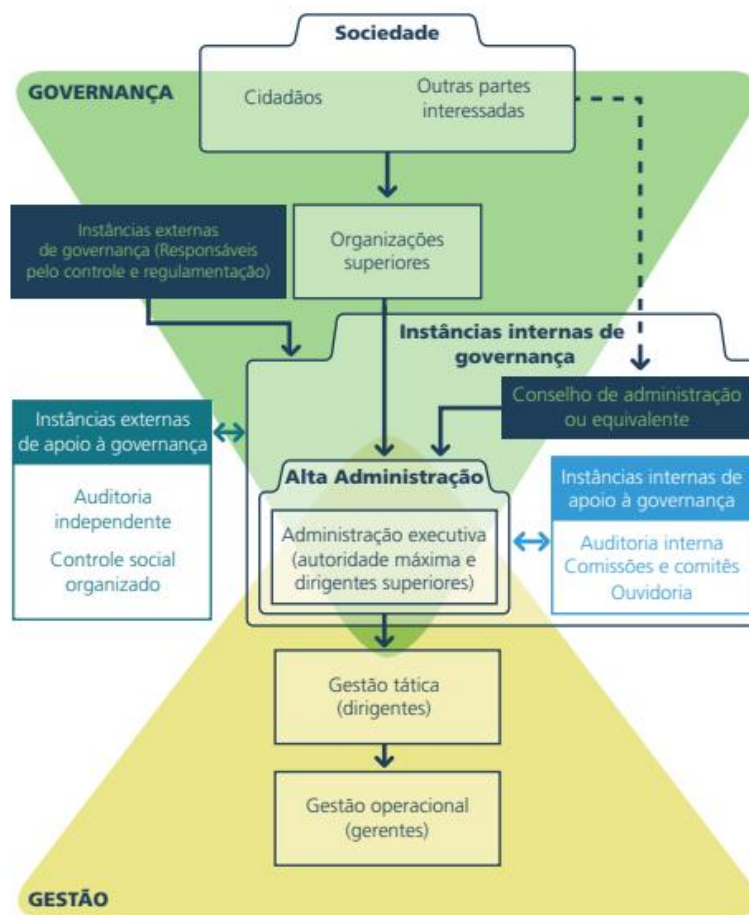 Sociedade
GOVERNANÇA
Cidadãos
Outras partes
interessadas
Instâncias externas
de governança (Responsáveis
pelo controle e regulamentação)
Organizações
superiores
Instâncias internas de
governança
Conselho de administração
ou equivalente
Instâncias externas
de apoio à governança
Auditoria
independente
Controle social
organizado
Alta Administração
Administração executiva
(autoridade máxima e
dirigentes superiores)
Instâncias internas de
apoio à governança
Auditoria interna
Comissões e comitês
Ouvidoria
Gestão tática
(dirigentes)
Gestão operacional
(gerentes)
GESTÃO